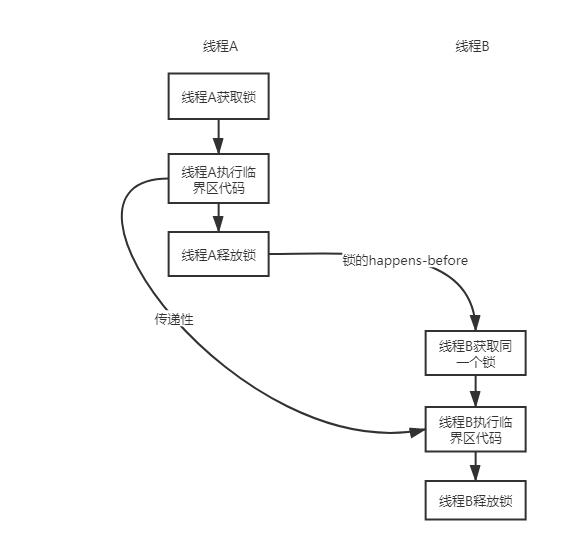 线程A
线程B
线程A获取锁
线程A执行临
界区代码
线程A释放锁
锁的happens-before
传递性
线程B获取同
一个锁
线程B执行临
界区代码
线程B释放锁